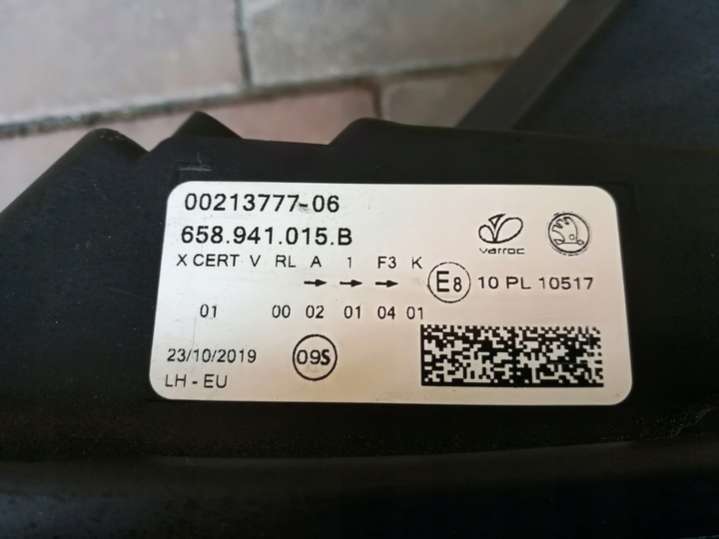 00213777-06
658.941.015.B
varroc
X CERT V RL A 1 F3 K
E8 10 PL 10517
01 00 02 01 04 01
23/10/2019 09S
LH - EU